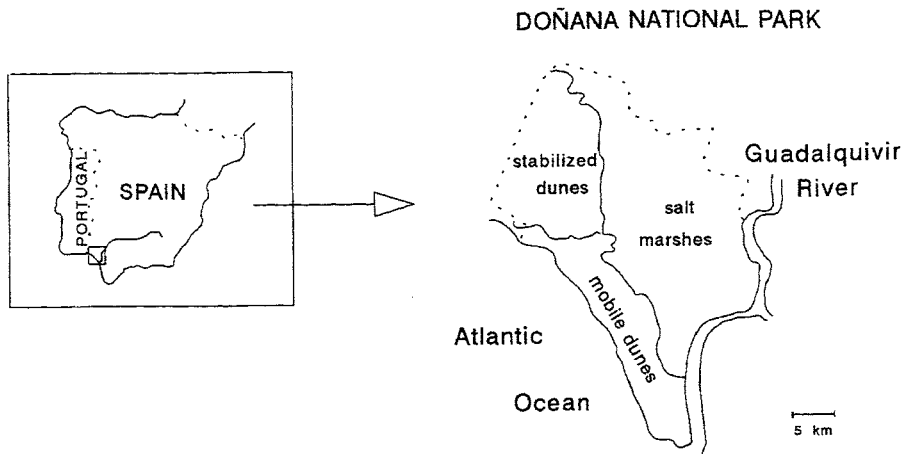 DOÑANA NATIONAL PARK
PORTUGAL
SPAIN
stabilized
dunes
Guadalquivir
River
salt
marshes
mobile dunes
Atlantic
Ocean
5 km